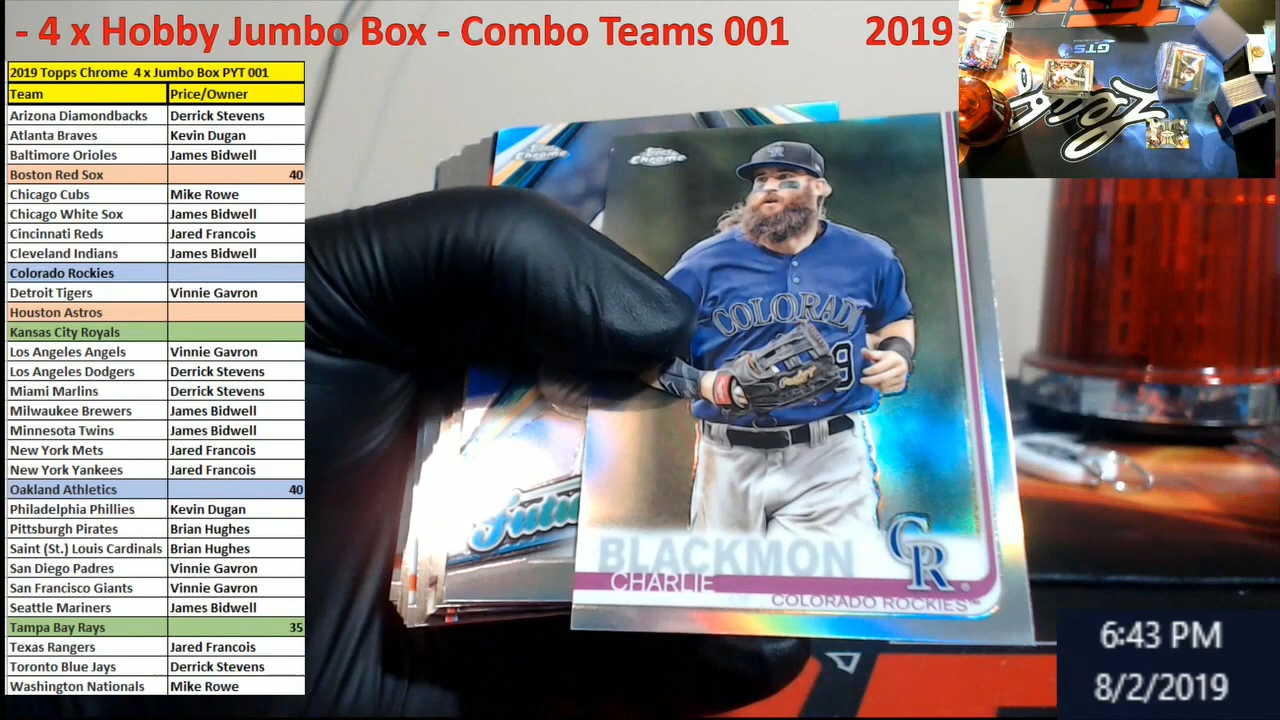 - 4 x Hobby Jumbo Box - Combo Teams 001 2019
2019 Topps Chrome 4 x Jumbo Box PYT 001
Team Price/Owner
Arizona Diamondbacks Derrick Stevens
Atlanta Braves Kevin Dugan
Baltimore Orioles James Bidwell
Boston Red Sox 40
Chicago Cubs Mike Rowe
Chicago White Sox James Bidwell
Cincinnati Reds Jared Francois
Cleveland Indians James Bidwell
Colorado Rockies
Detroit Tigers Vinnie Gavron
Houston Astros
Kansas City Royals
Los Angeles Angels Vinnie Gavron
Los Angeles Dodgers Derrick Stevens
Miami Marlins Derrick Stevens
Milwaukee Brewers James Bidwell
Minnesota Twins James Bidwell
New York Mets Jared Francois
New York Yankees Jared Francois
Oakland Athletics 40
Philadelphia Phillies Kevin Dugan
Pittsburgh Pirates Brian Hughes
Saint (St.) Louis Cardinals Brian Hughes
San Diego Padres Vinnie Gavron
San Francisco Giants Vinnie Gavron
Seattle Mariners James Bidwell
Tampa Bay Rays 35
Texas Rangers Jared Francois
Toronto Blue Jays Derrick Stevens
Washington Nationals Mike Rowe
GTS
Topps Chrome
Topps Chrome
CR
COLORAD
9
Futu
BLACKMON
CHARLIE
COLORADO ROCKIES™
CR
6:43 PM
8/2/2019